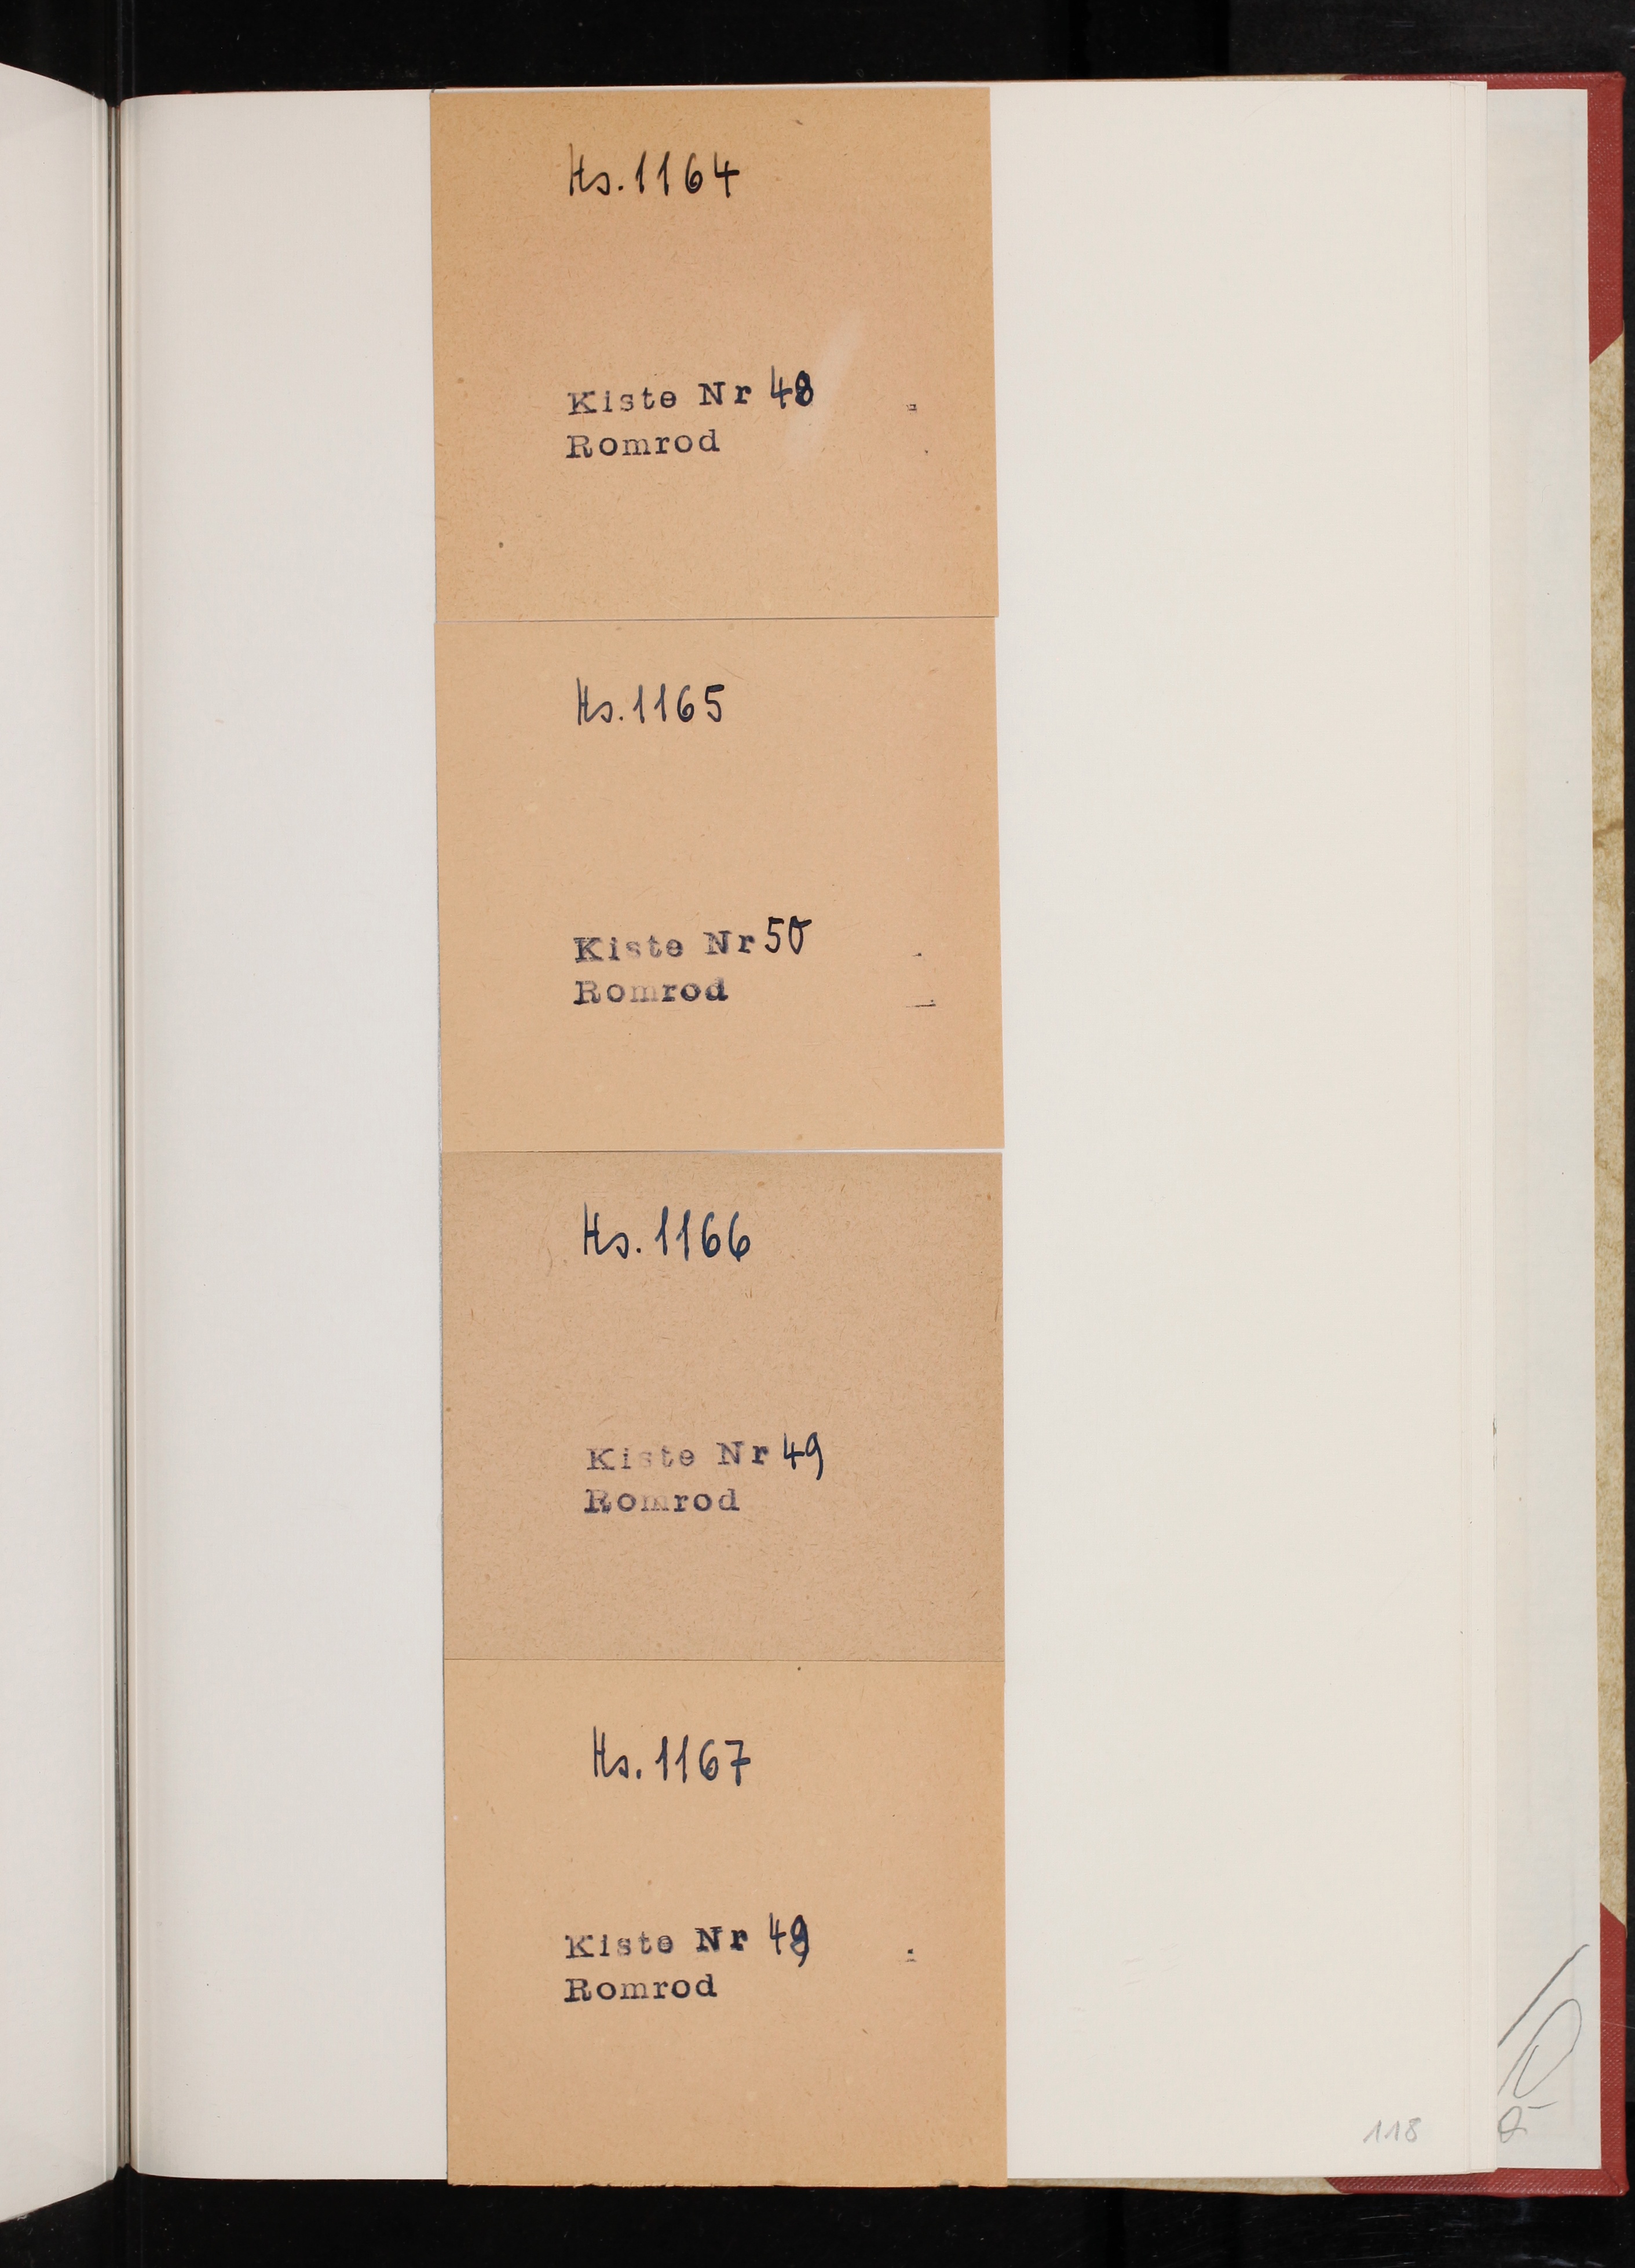 Hs. 1164
Kiste Nr 48
Romrod
Hs. 1165
Kiste Nr 50
Romrod
Hs. 1166
Kiste Nr 49
Romrod
Hs. 1167
Kiste Nr 49
Romrod
118